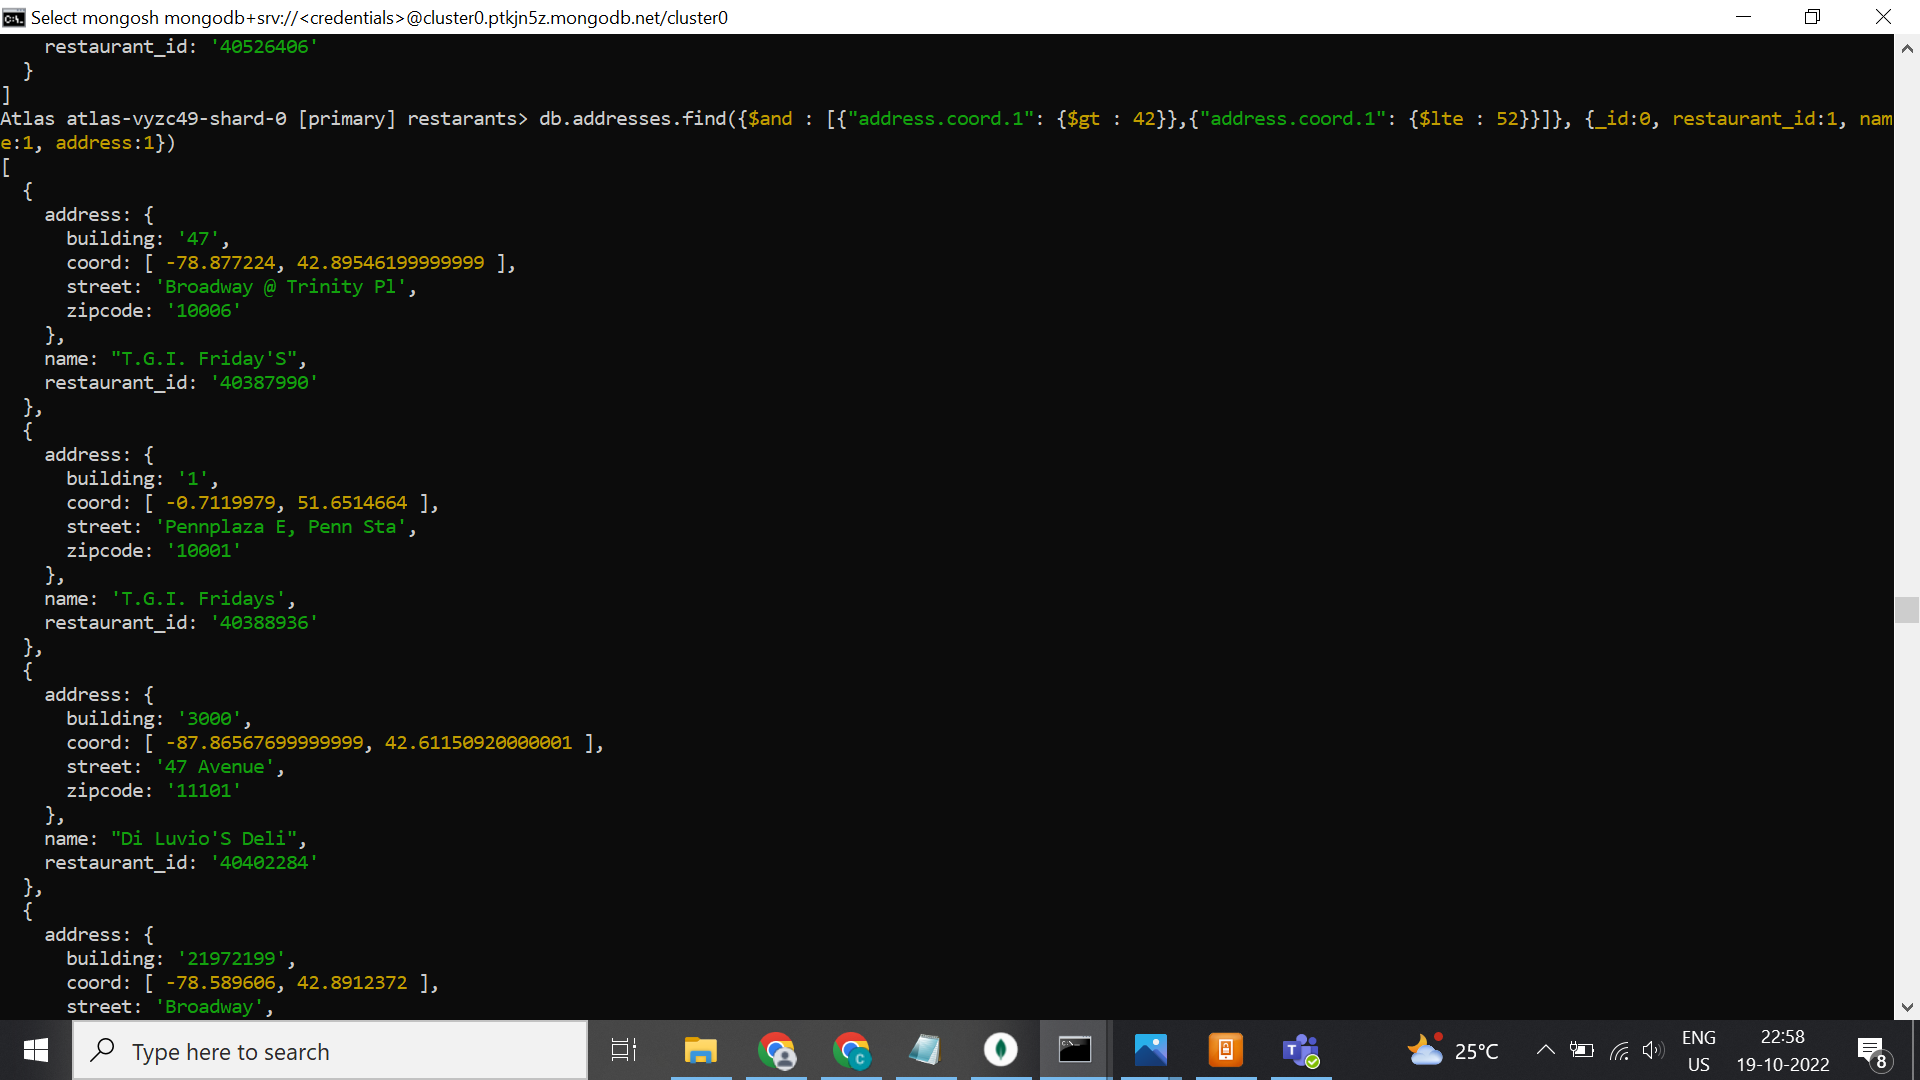 Select mongosh mongodb+srv://<credentials>@cluster0.ptkjn5z.mongodb.net/cluster0
    restaurant_id: '40526406'
  }
]
Atlas atlas-vyzc49-shard-0 [primary] restarants> db.addresses.find({$and : [{"address.coord.1": {$gt : 42}},{"address.coord.1": {$lte : 52}}]}, {_id:0, restaurant_id:1, nam
e:1, address:1})
[
  {
    address: {
      building: '47',
      coord: [ -78.877224, 42.89546199999999 ],
      street: 'Broadway @ Trinity Pl',
      zipcode: '10006'
    },
    name: "T.G.I. Friday'S",
    restaurant_id: '40387990'
  },
  {
    address: {
      building: '1',
      coord: [ -0.7119979, 51.6514664 ],
      street: 'Pennplaza E, Penn Sta',
      zipcode: '10001'
    },
    name: 'T.G.I. Fridays',
    restaurant_id: '40388936'
  },
  {
    address: {
      building: '3000',
      coord: [ -87.86567699999999, 42.61150920000001 ],
      street: '47 Avenue',
      zipcode: '11101'
    },
    name: "Di Luvio'S Deli",
    restaurant_id: '40402284'
  },
  {
    address: {
      building: '21972199',
      coord: [ -78.589606, 42.8912372 ],
      street: 'Broadway',
Type here to search
C
25°C
ENG
US
22:58
19-10-2022
8